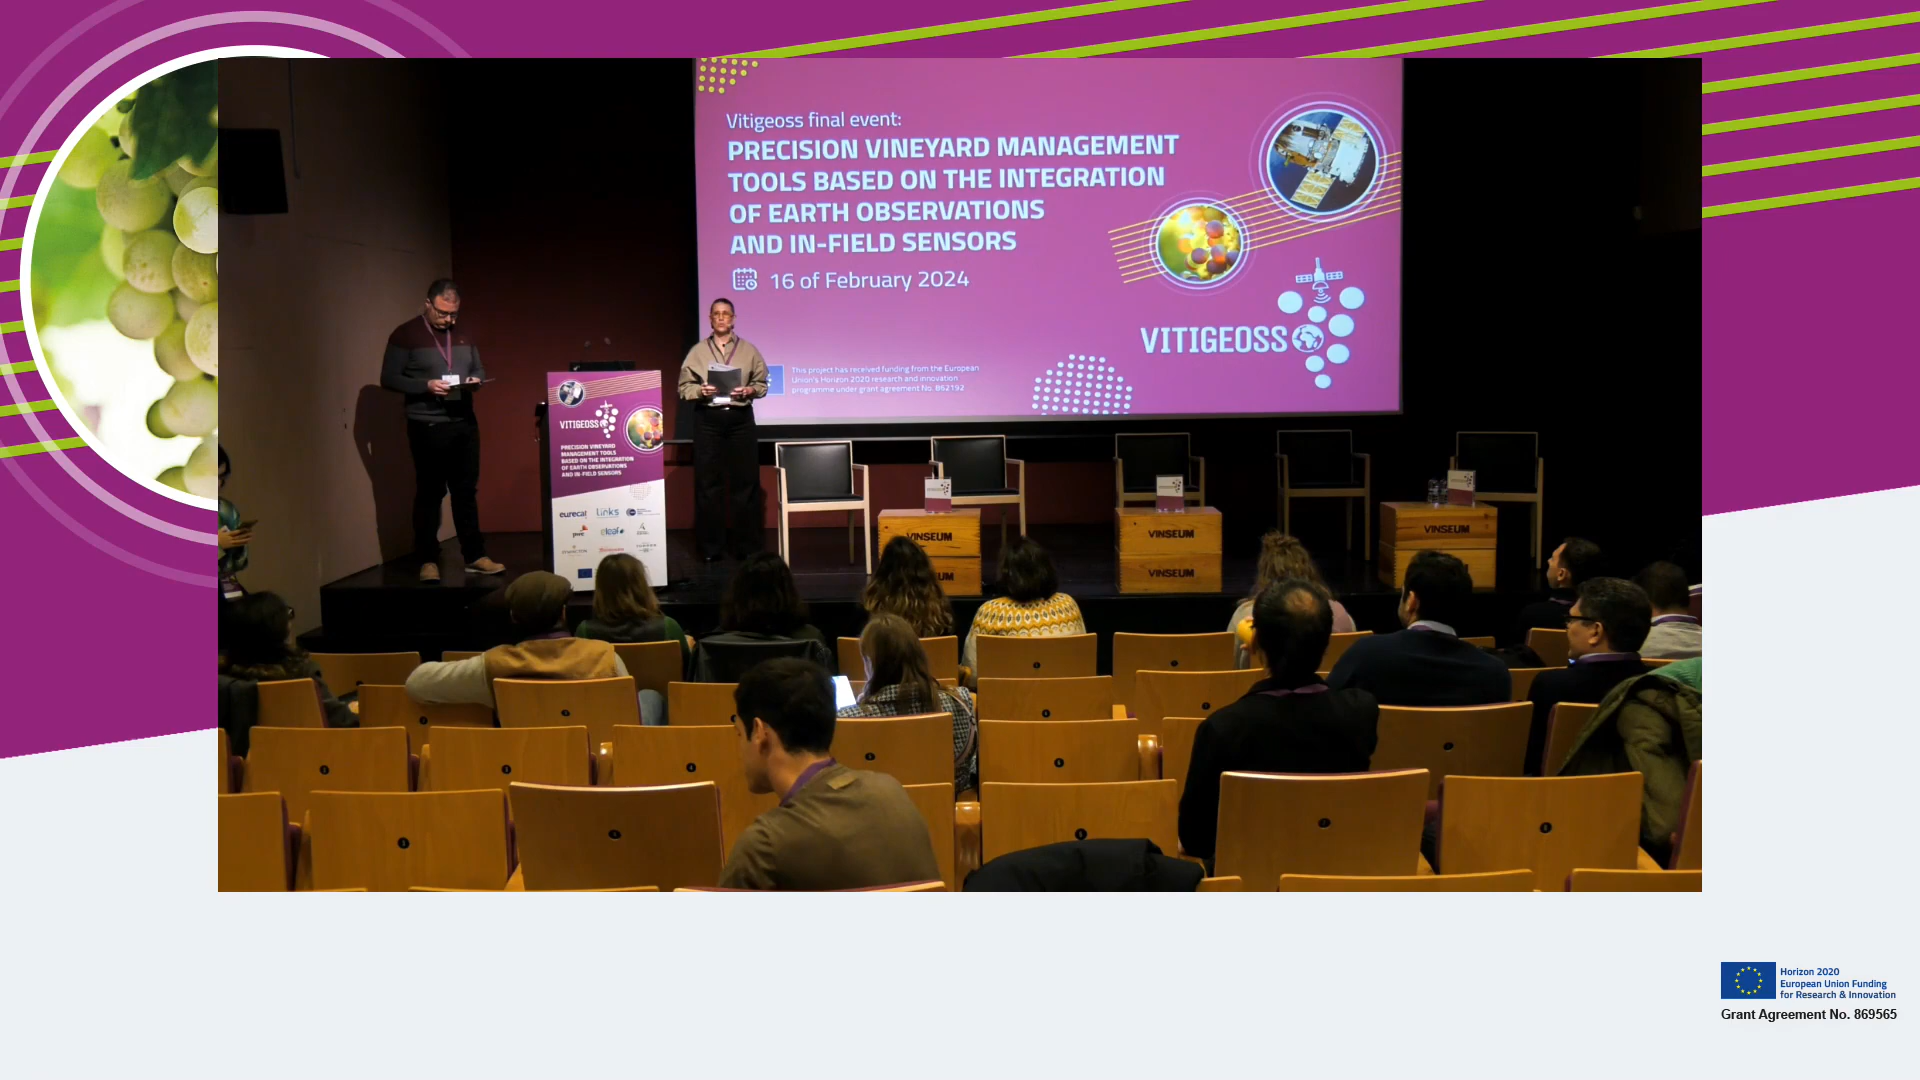 Vitigeoss final event:
PRECISION VINEYARD MANAGEMENT
TOOLS BASED ON THE INTEGRATION
OF EARTH OBSERVATIONS
AND IN-FIELD SENSORS
16 of February 2024
VITIGEOSS
This project has received funding from the European
Union's Horizon 2020 research and innovation
programme under grant agreement No. 862192
VITIGEOSS
PRECISION VINEYARD
MANAGEMENT TOOLS
BASED ON THE INTEGRATION
OF EARTH OBSERVATIONS
AND IN-FIELD SENSORS
eurecat
Links
pwc
eleaf
VINSEUM
UM
VINSEUM
VINSEUM
VINSEUM
Horizon 2020
European Union Funding
for Research & Innovation
Grant Agreement No. 869565